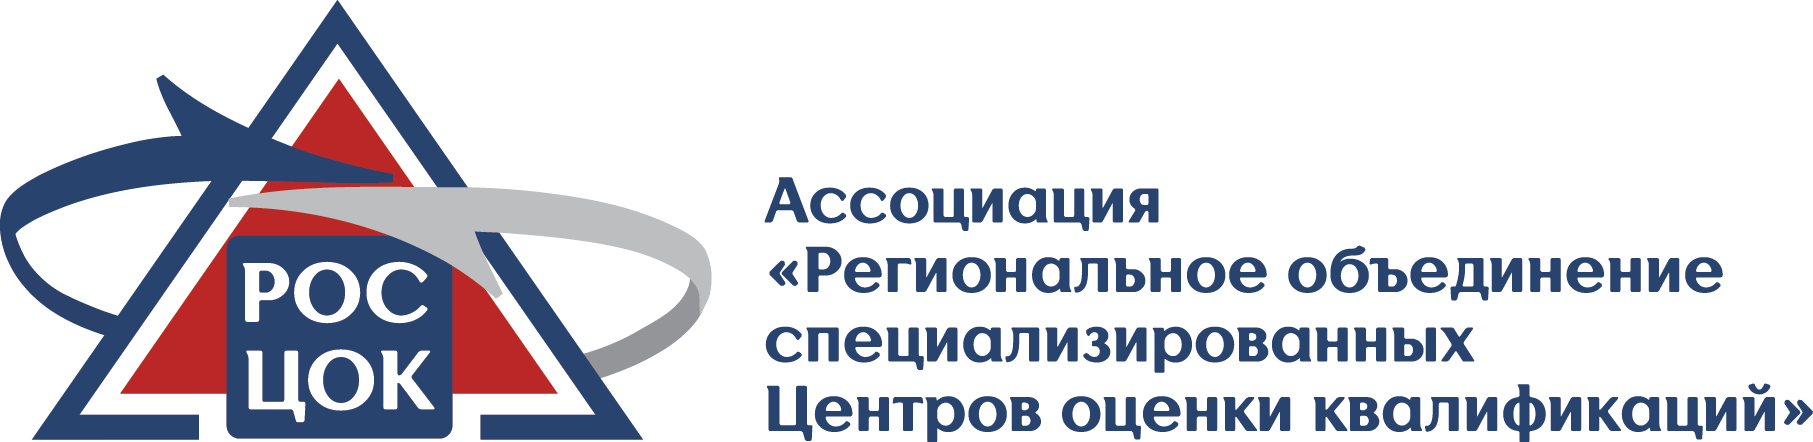 РОС
ЦОК
Ассоциация
«Региональное объединение
специализированных
Центров оценки квалификаций»